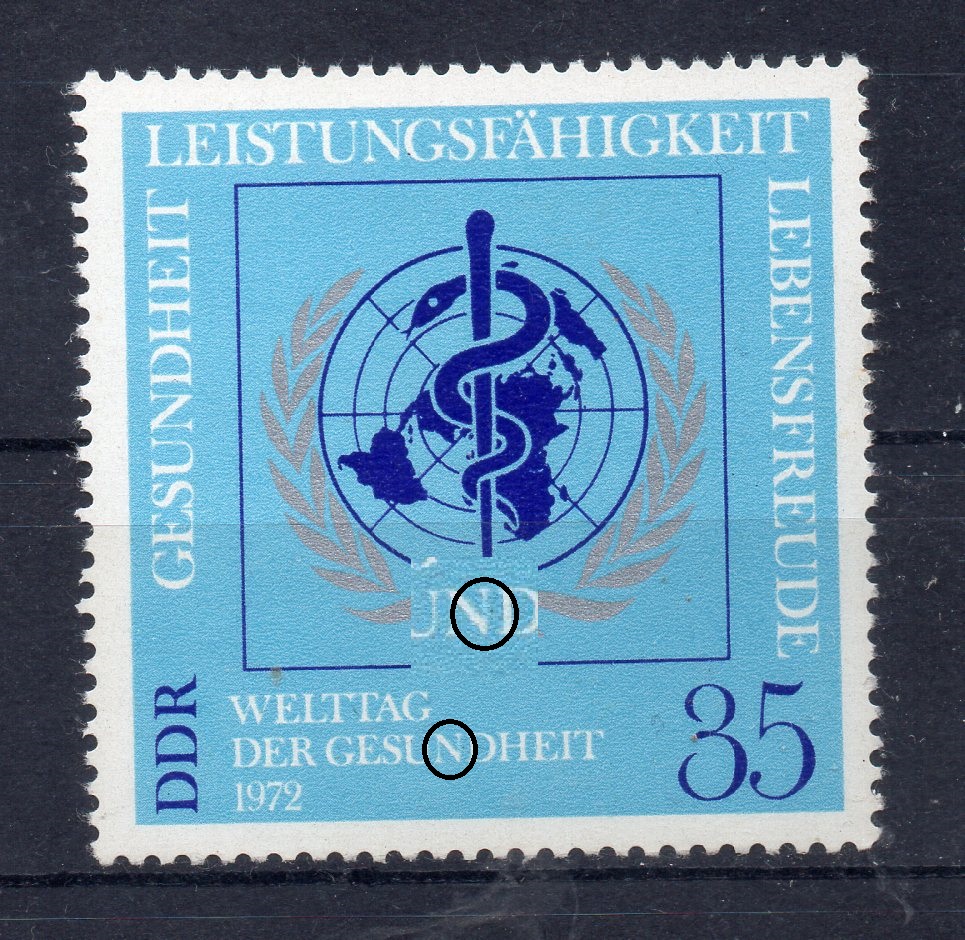 LEISTUNGSFÄHIGKEIT
GESUNDHEIT
LEBENSFREUDE
DDR
WELTTAG
DER GESUNDHEIT
1972
35